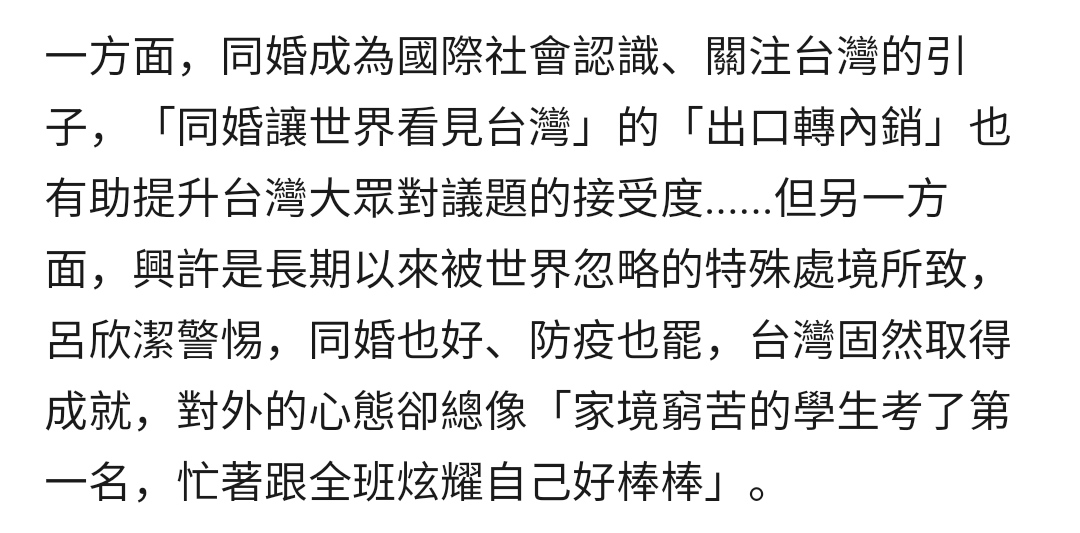 一方面，同婚成為國際社會認識、關注台灣的引
子，「同婚讓世界看見台灣」的「出口轉內銷」也
有助提升台灣大眾對議題的接受度......但另一方
面，興許是長期以來被世界忽略的特殊處境所致，
呂欣潔警惕，同婚也好、防疫也罷，台灣固然取得
成就，對外的心態卻總像「家境窮苦的學生考了第
一名，忙著跟全班炫耀自己好棒棒」。